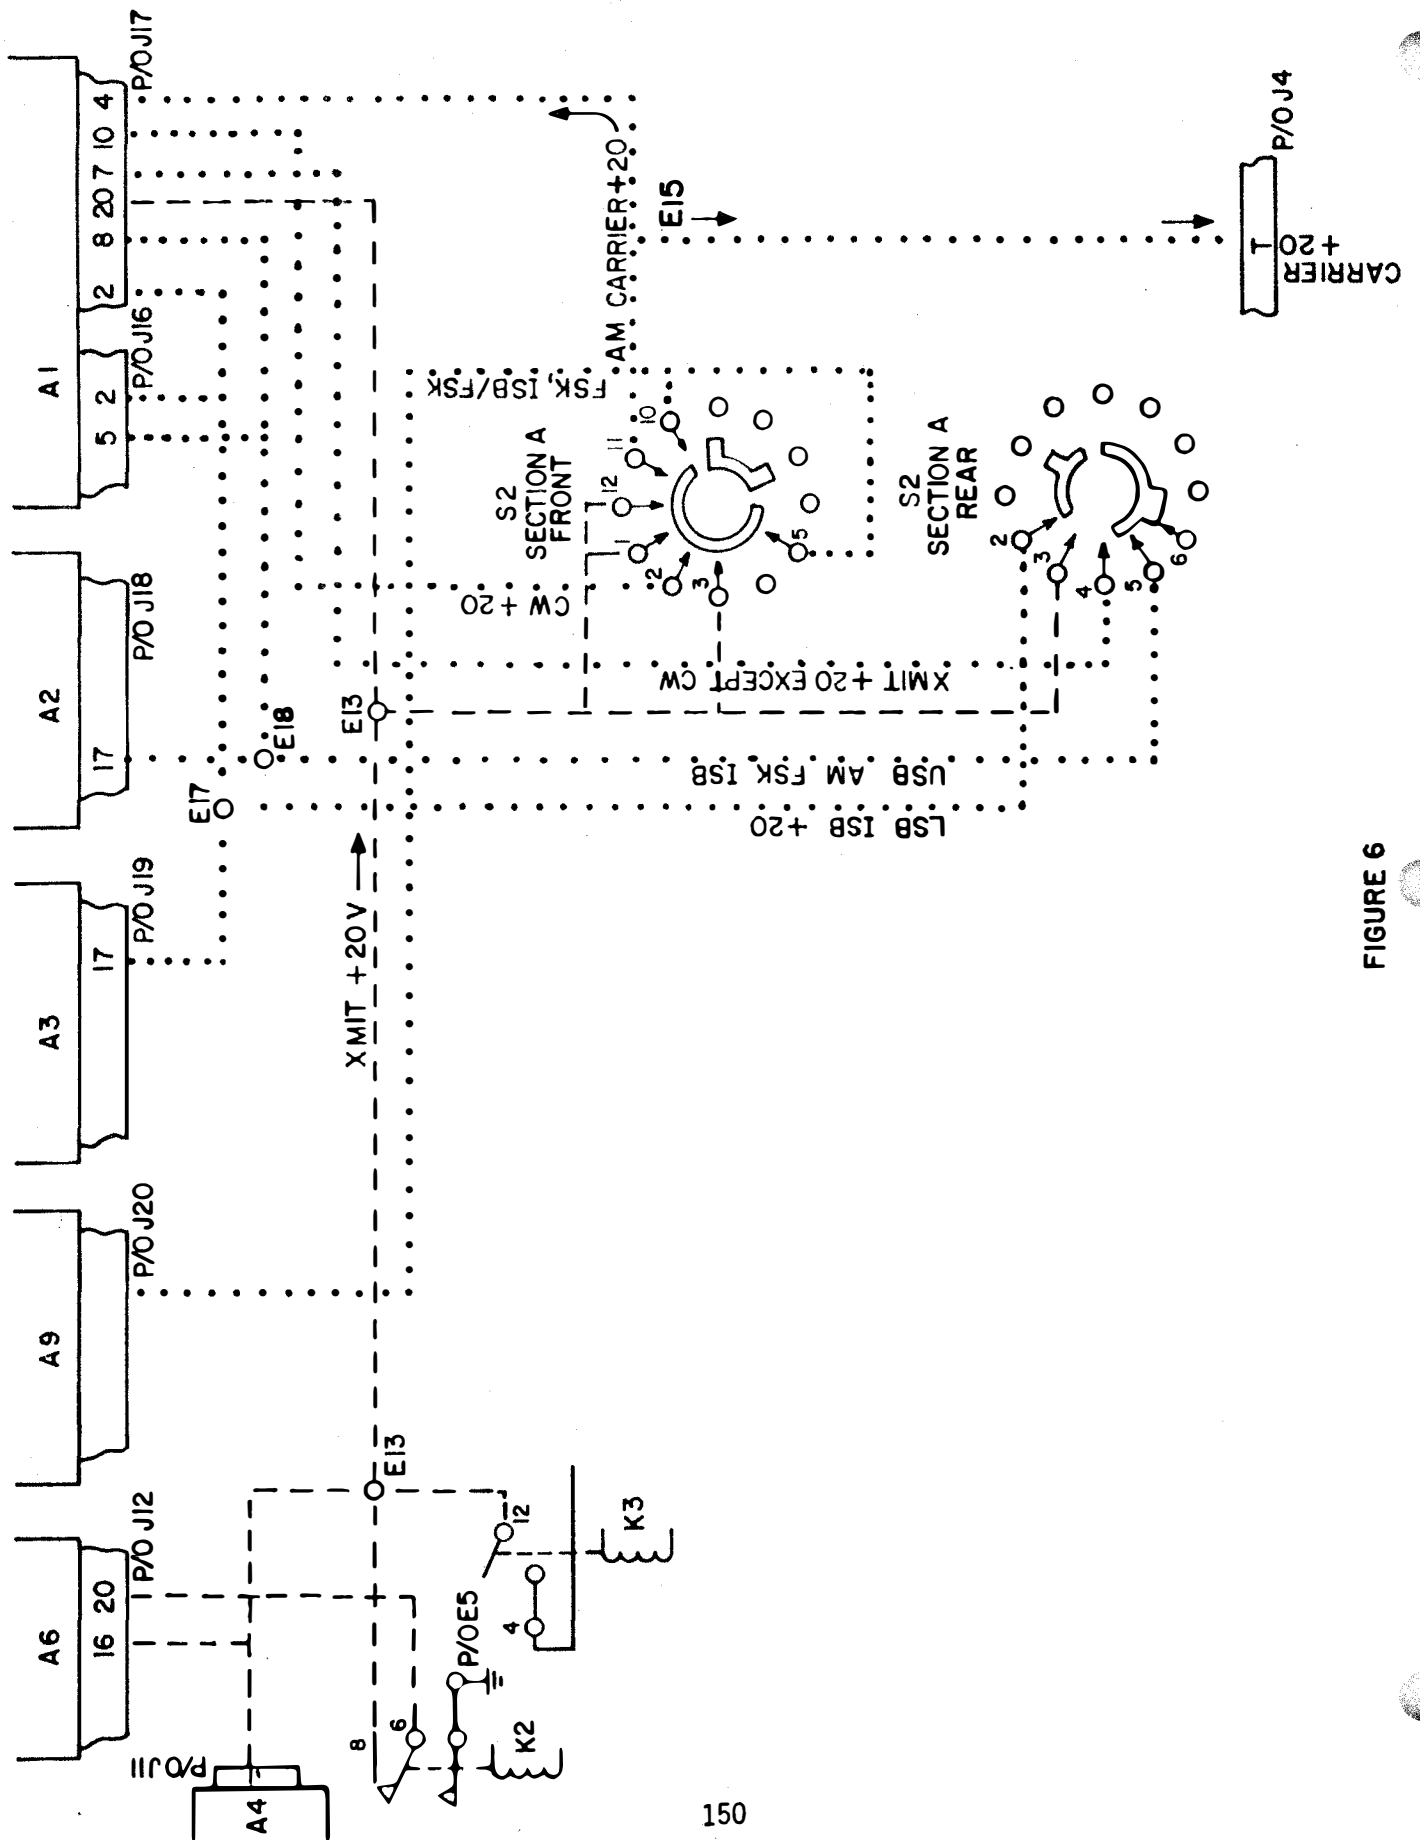 A4
P/O J11
A6
16 20
P/O J12
A9
P/O J20
A3
17
P/O J19
A2
17
P/O J18
A1
5 2
P/O J16
12 8 20 7 10 4
P/O J17
E17
E18
E13
XMIT +20V
E13
8
6
K2
P/O E5
4
12
K3
LSB ISB +20
USB AM FSK ISB
XMIT +20 EXCEPT CW
CW +20
FSK, ISB/FSK
AM CARRIER +20
E15
S2
SECTION A
FRONT
3
2
1
12
11
10
5
S2
SECTION A
REAR
2
3
4
5
6
T
+20
CARRIER
P/O J4
FIGURE 6
150